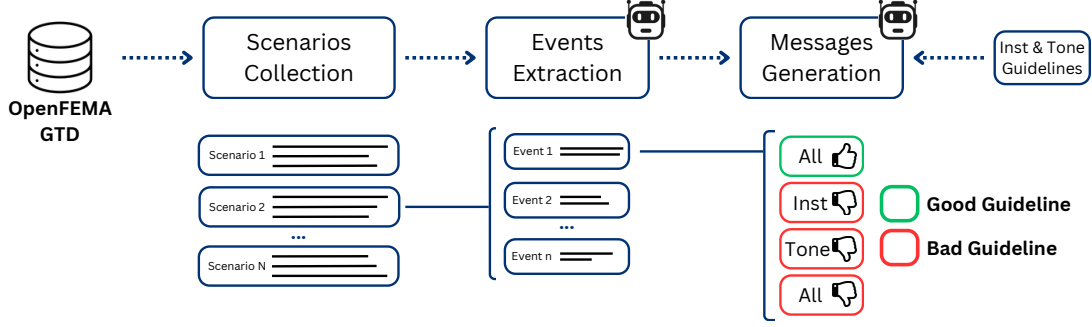 OpenFEMA
GTD
Scenarios
Collection
Events
Extraction
Messages
Generation
Inst & Tone
Guidelines
Scenario 1
Scenario 2
...
Scenario N
Event 1
Event 2
...
Event n
All
Inst
Tone
All
Good Guideline
Bad Guideline